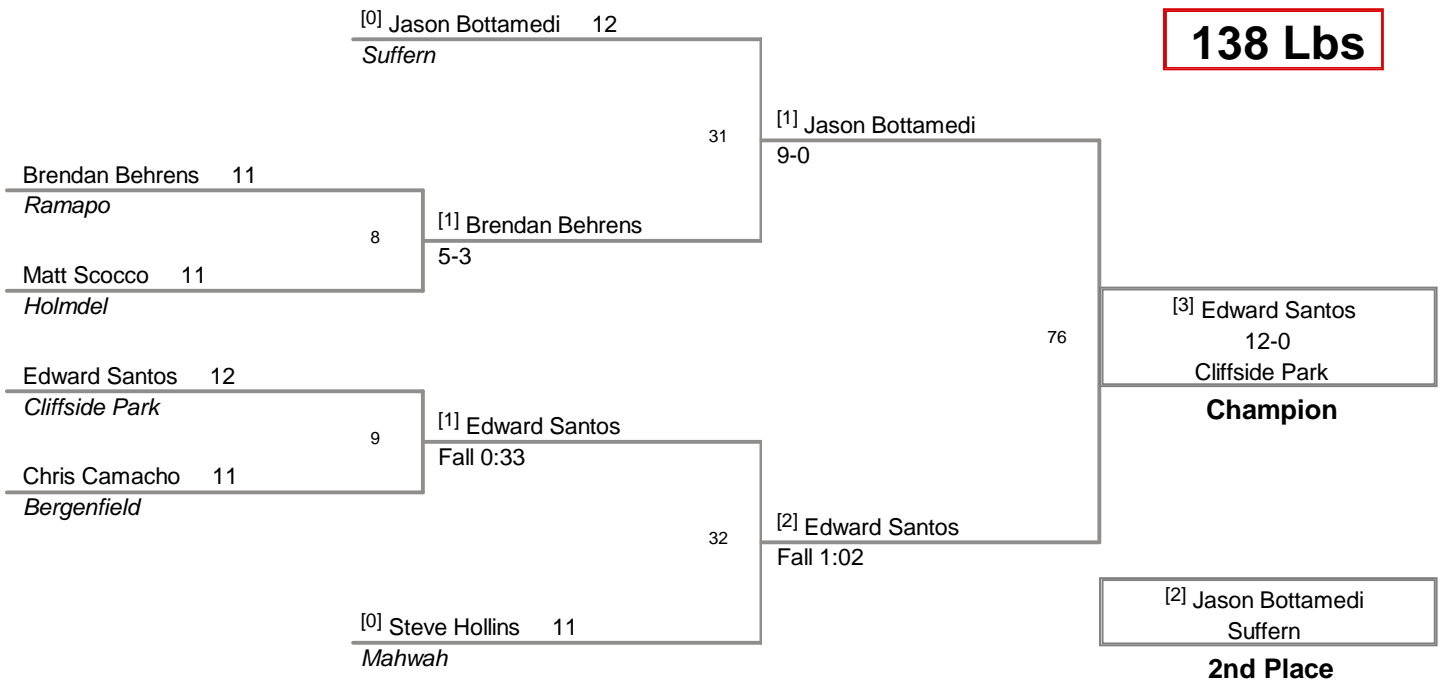 [0] Jason Bottamedi 12
Suffern
138 Lbs
31
[1] Jason Bottamedi
9-0
Brendan Behrens 11
Ramapo
8
[1] Brendan Behrens
5-3
Matt Scocco 11
Holmdel
76
[3] Edward Santos
12-0
Cliffside Park
Champion
Edward Santos 12
Cliffside Park
9
[1] Edward Santos
Fall 0:33
Chris Camacho 11
Bergenfield
32
[2] Edward Santos
Fall 1:02
[0] Steve Hollins 11
Mahwah
[2] Jason Bottamedi
Suffern
2nd Place